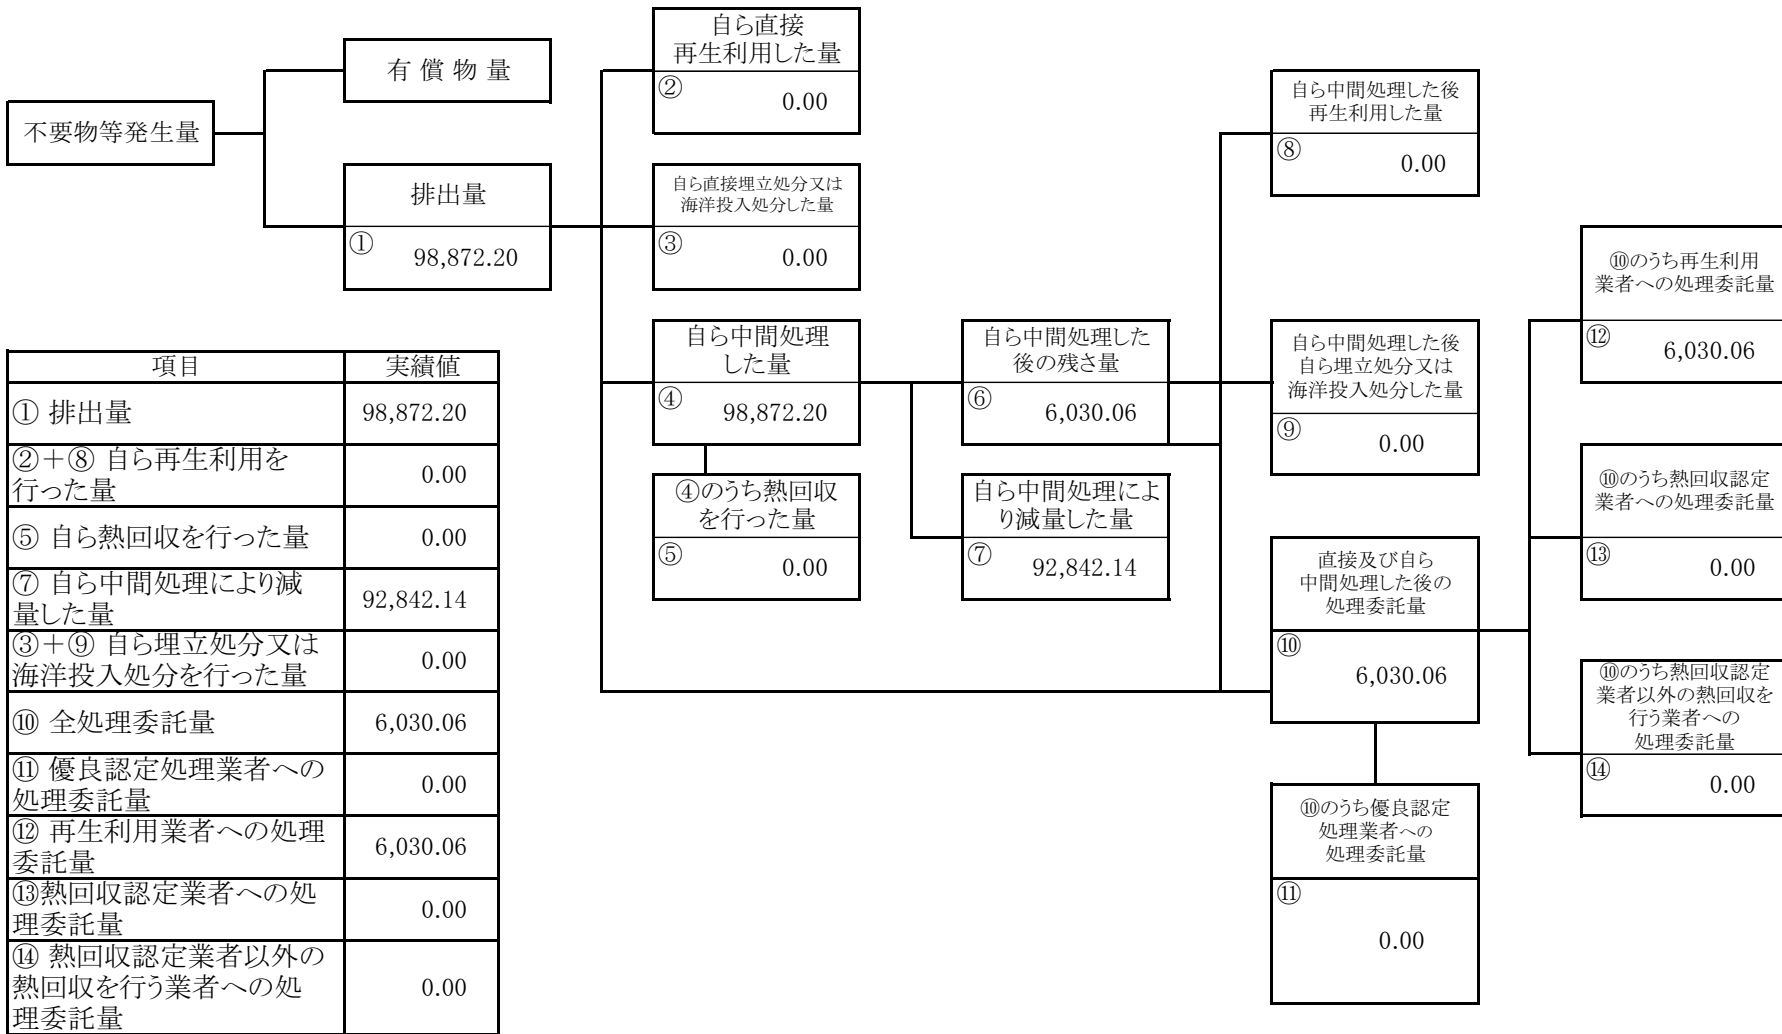 不要物等発生量
有 償 物 量
排出量
①
98,872.20
自ら直接
再生利用した量
②
0.00
自ら直接埋立処分又は
海洋投入処分した量
③
0.00
自ら中間処理
した量
④
98,872.20
④のうち熱回収
を行った量
⑤
0.00
自ら中間処理した
後の残さ量
⑥
6,030.06
自ら中間処理によ
り減量した量
⑦
92,842.14
自ら中間処理した後
再生利用した量
⑧
0.00
自ら中間処理した後
自ら埋立処分又は
海洋投入処分した量
⑨
0.00
直接及び自ら
中間処理した後の
処理委託量
⑩
6,030.06
⑩のうち優良認定
処理業者への
処理委託量
⑪
0.00
⑩のうち再生利用
業者への処理委託量
⑫
6,030.06
⑩のうち熱回収認定
業者への処理委託量
⑬
0.00
⑩のうち熱回収認定
業者以外の熱回収を
行う業者への
処理委託量
⑭
0.00
項目 実績値
① 排出量 98,872.20
②＋⑧ 自ら再生利用を
行った量 0.00
⑤ 自ら熱回収を行った量 0.00
⑦ 自ら中間処理により減
量した量 92,842.14
③＋⑨ 自ら埋立処分又は
海洋投入処分を行った量 0.00
⑩ 全処理委託量 6,030.06
⑪ 優良認定処理業者への
処理委託量 0.00
⑫ 再生利用業者への処理
委託量 6,030.06
⑬熱回収認定業者への処
理委託量 0.00
⑭ 熱回収認定業者以外の
熱回収を行う業者への処
理委託量 0.00